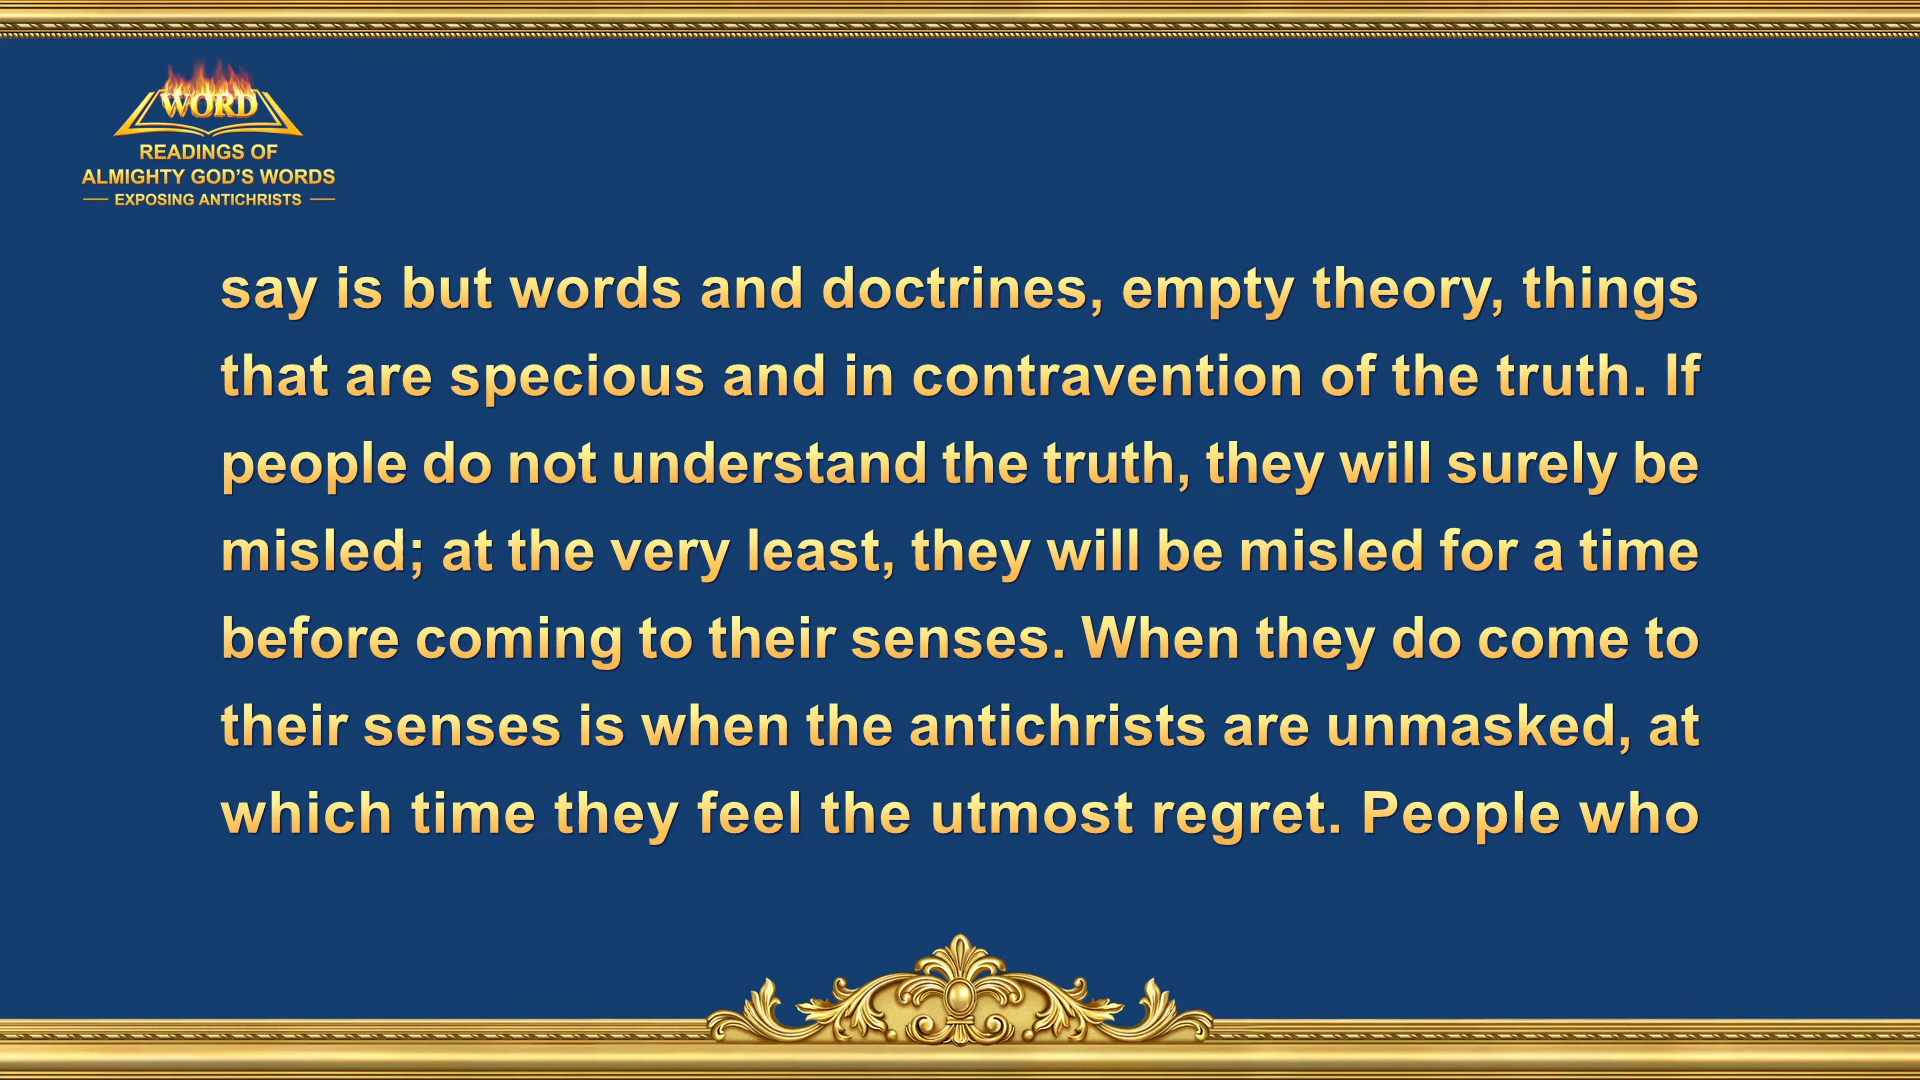 WORD
READINGS OF
ALMIGHTY GOD'S WORDS
EXPOSING ANTICHRISTS
say is but words and doctrines, empty theory, things
that are specious and in contravention of the truth. If
people do not understand the truth, they will surely be
misled; at the very least, they will be misled for a time
before coming to their senses. When they do come to
their senses is when the antichrists are unmasked, at
which time they feel the utmost regret. People who